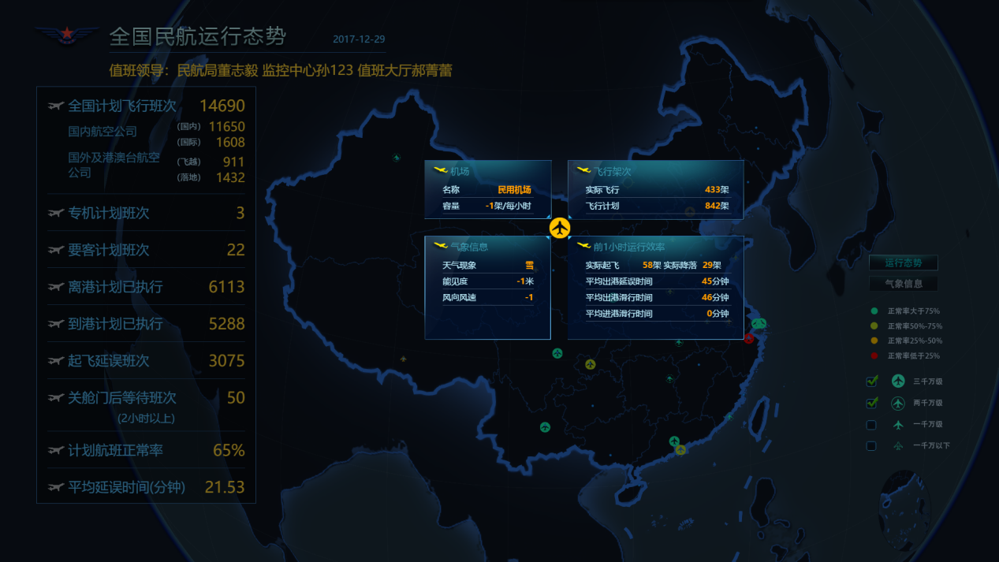 全国民航运行态势 2017-12-29
值班领导：民航局董志毅 监控中心孙123 值班大厅郝菁蕾
全国计划飞行班次 14690
国内航空公司 (国内) 11650
(国际) 1608
国外及港澳台航空公司 (飞越) 911
(落地) 1432
专机计划班次 3
要客计划班次 22
离港计划已执行 6113
到港计划已执行 5288
起飞延误班次 3075
关舱门后等待班次 50
(2小时以上)
计划航班正常率 65%
平均延误时间(分钟) 21.53
机场
名称 民用机场
容量 -1架/每小时
飞行架次
实际飞行 433架
飞行计划 842架
气象信息
天气现象 雪
能见度 -1米
风向风速 -1
前1小时运行效率
实际起飞 58架 实际降落 29架
平均出港延误时间 45分钟
平均出港滑行时间 46分钟
平均进港滑行时间 0分钟
运行态势
气象信息
正常率大于75%
正常率50%-75%
正常率25%-50%
正常率低于25%
三千万级
两千万级
一千万级
一千万以下